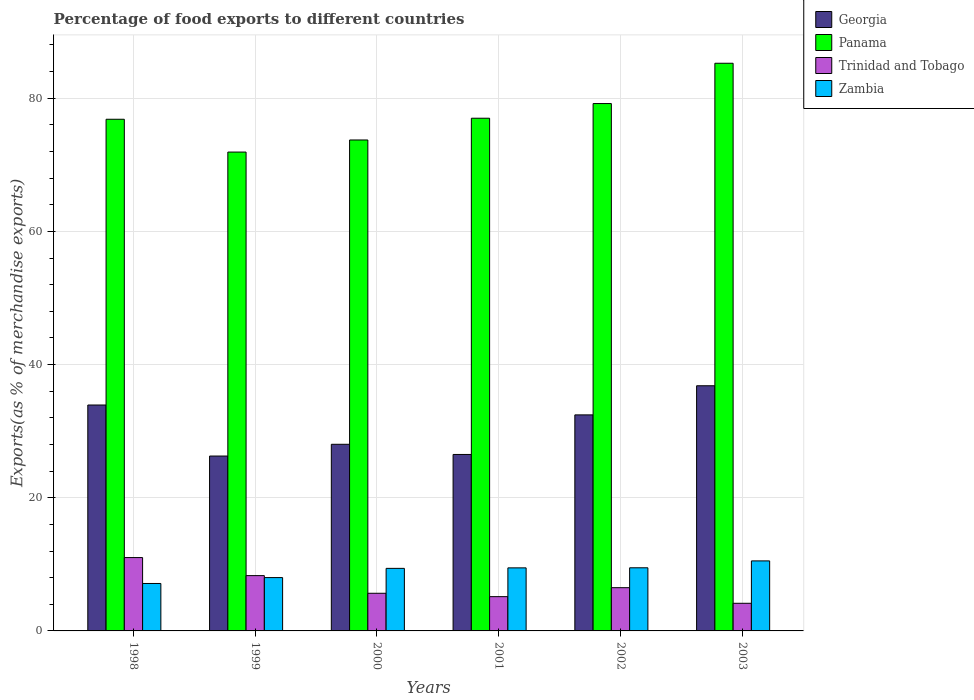 Percentage of food exports to different countries
Georgia
Panama
Trinidad and Tobago
Zambia
Exports(as % of merchandise exports)
80
60
40
20
0
1998
1999
2000
2001
2002
2003
Years